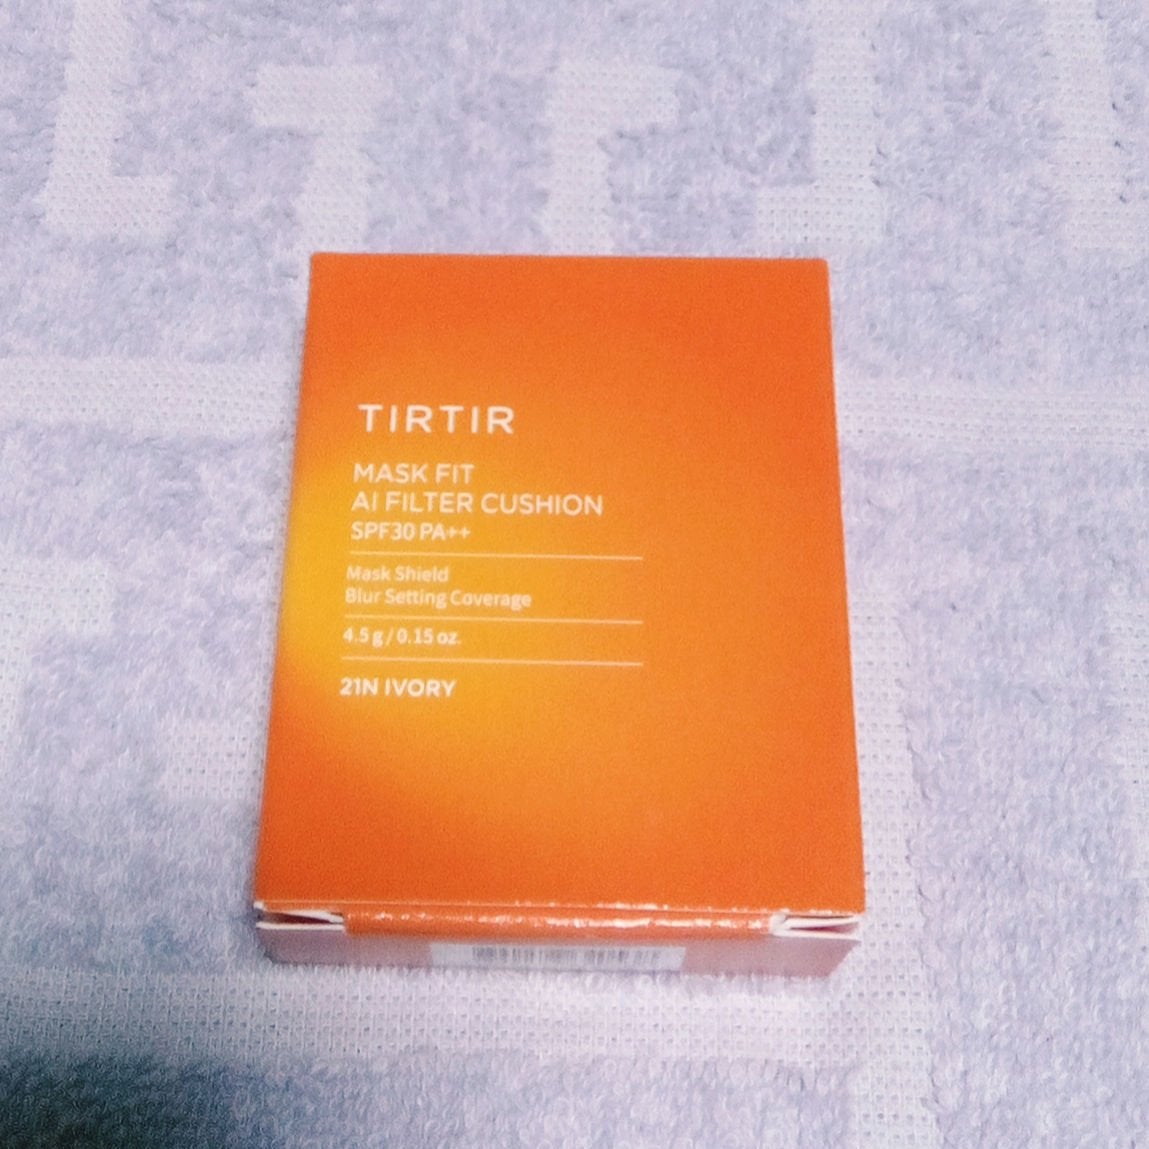 TIRTIR
MASK FIT
AI FILTER CUSHION
SPF30 PA++
Mask Shield
Blur Setting Coverage
4.5 g / 0.15 oz.
21N IVORY